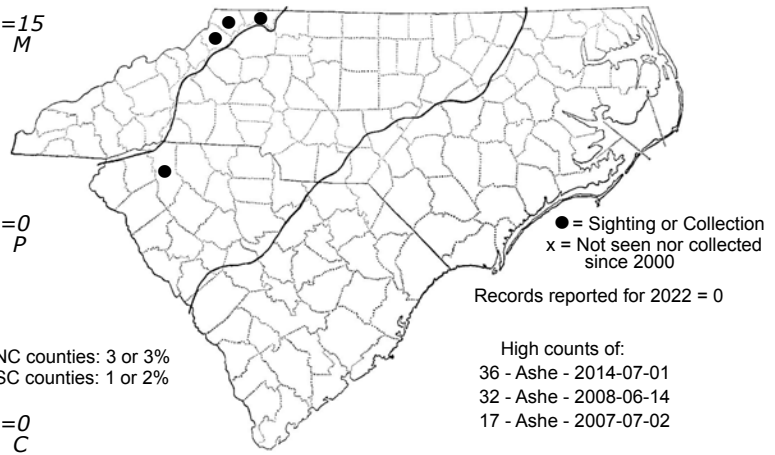 =15
M
=0
P
● = Sighting or Collection
x = Not seen nor collected
since 2000
Records reported for 2022 = 0
NC counties: 3 or 3%
SC counties: 1 or 2%
High counts of:
36 - Ashe - 2014-07-01
32 - Ashe - 2008-06-14
17 - Ashe - 2007-07-02
=0
C